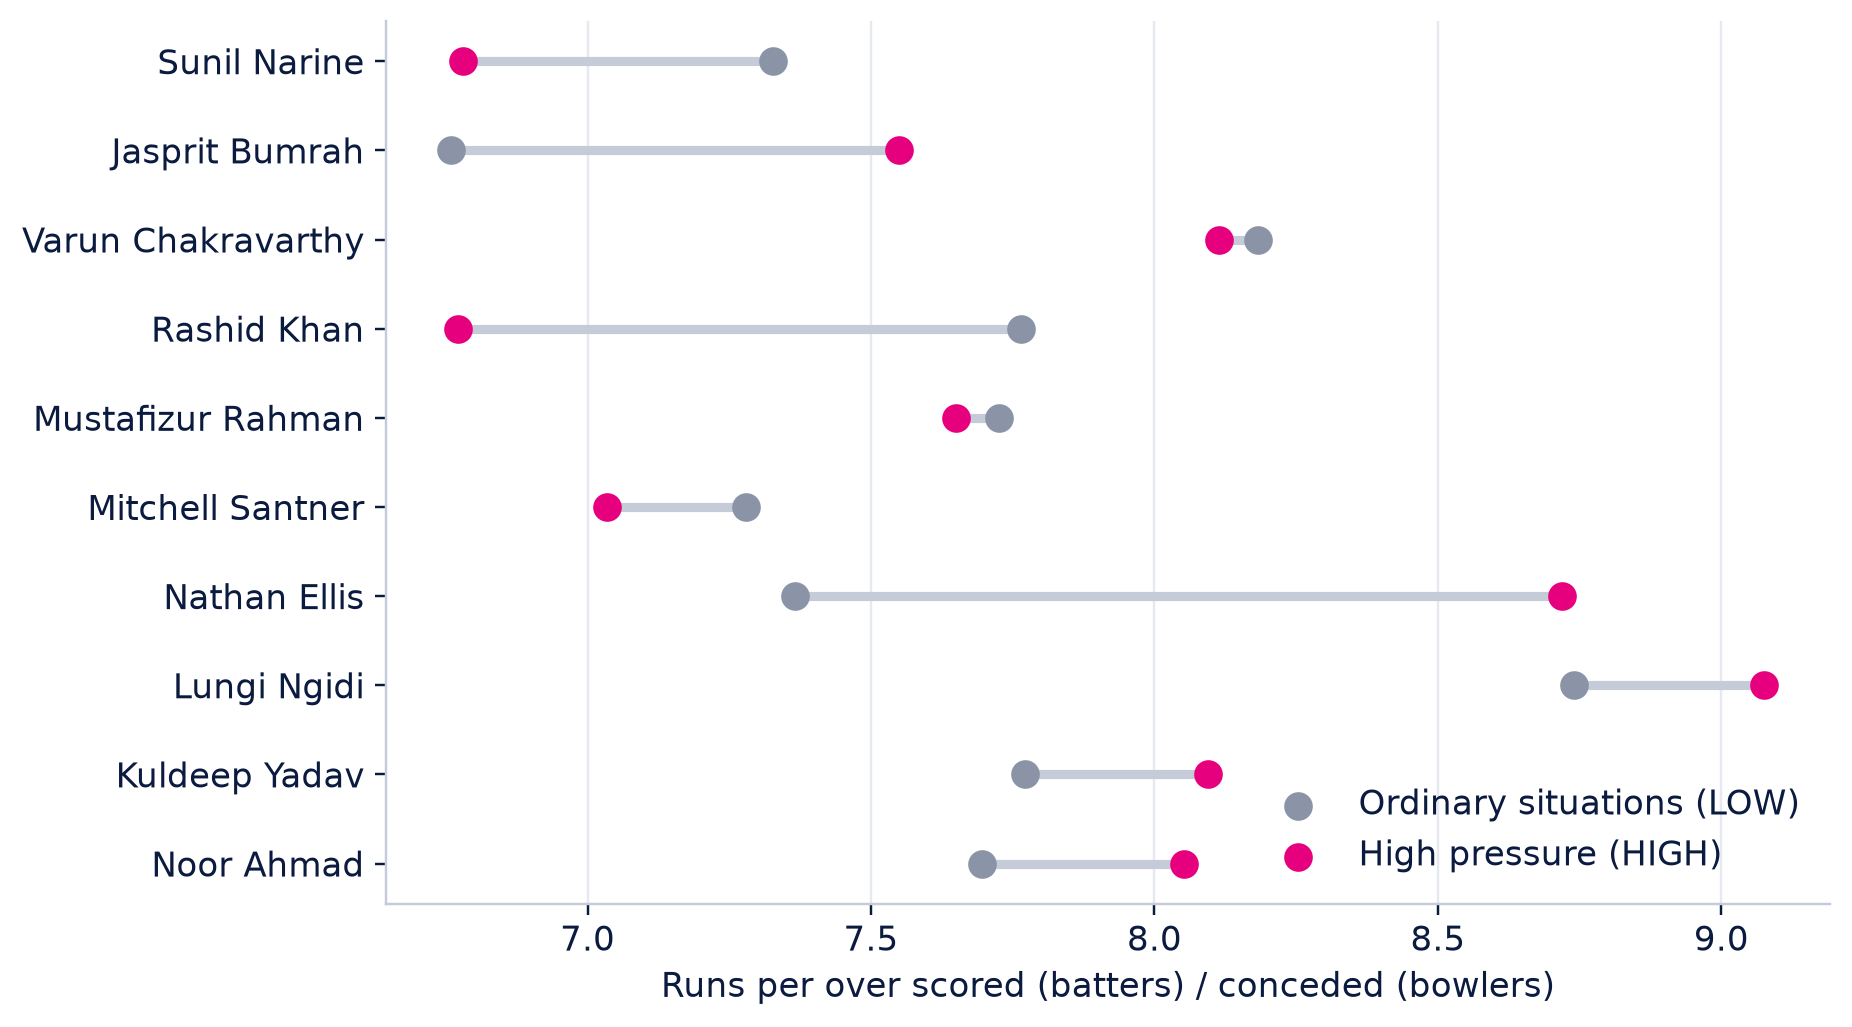 Sunil Narine
Jasprit Bumrah
Varun Chakravarthy
Rashid Khan
Mustafizur Rahman
Mitchell Santner
Nathan Ellis
Lungi Ngidi
Kuldeep Yadav
Noor Ahmad
Ordinary situations (LOW)
High pressure (HIGH)
7.0 7.5 8.0 8.5 9.0
Runs per over scored (batters) / conceded (bowlers)